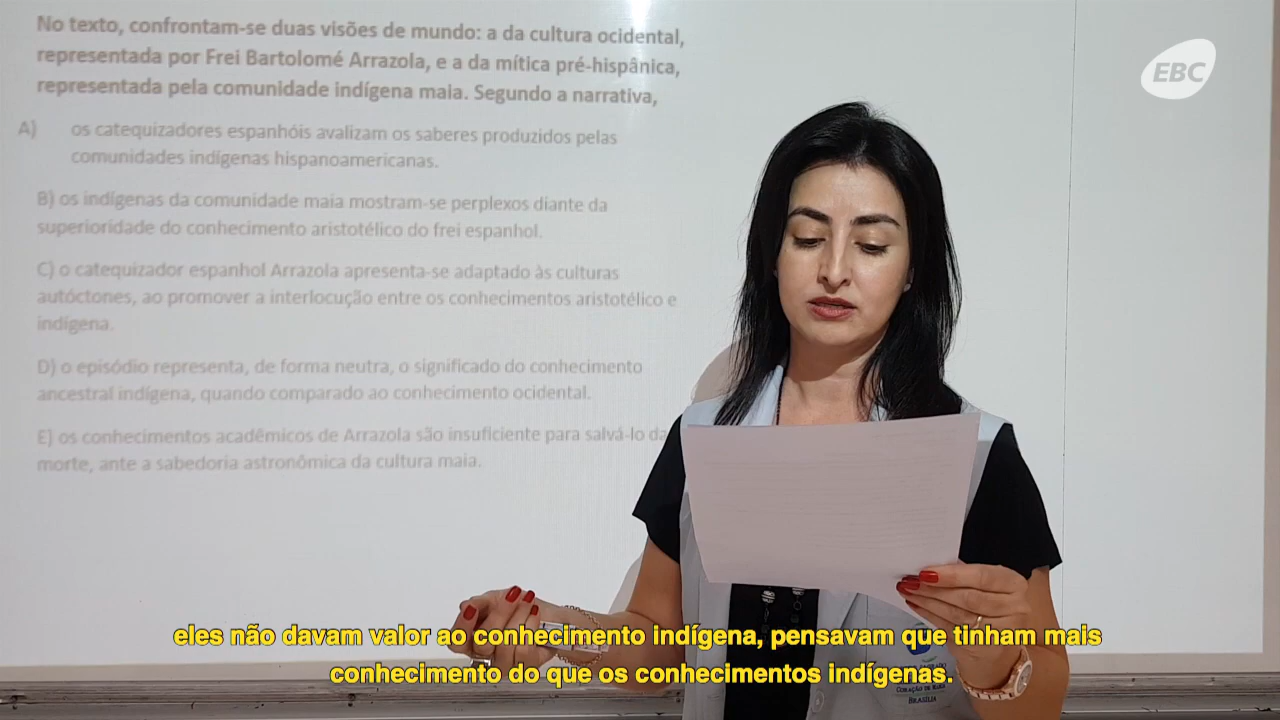 No texto, confrontam-se duas visões de mundo: a da cultura ocidental,
representada por Frei Bartolomé Arrazola, e a da mítica pré-hispânica,
representada pela comunidade indígena maia. Segundo a narrativa,
A) os catequizadores espanhóis avalizam os saberes produzidos pelas
comunidades indígenas hispanoamericanas.
B) os indígenas da comunidade maia mostram-se perplexos diante da
superioridade do conhecimento aristotélico do frei espanhol.
C) o catequizador espanhol Arrazola apresenta-se adaptado às culturas
autóctones, ao promover a interlocução entre os conhecimentos aristotélico e
indígena.
D) o episódio representa, de forma neutra, o significado do conhecimento
ancestral indígena, quando comparado ao conhecimento ocidental.
E) os conhecimentos acadêmicos de Arrazola são insuficiente para salvá-lo da
morte, ante a sabedoria astronômica da cultura maia.
EBC
eles não davam valor ao conhecimento indígena, pensavam que tinham mais
conhecimento do que os conhecimentos indígenas.
Coração de Maria
Brasília